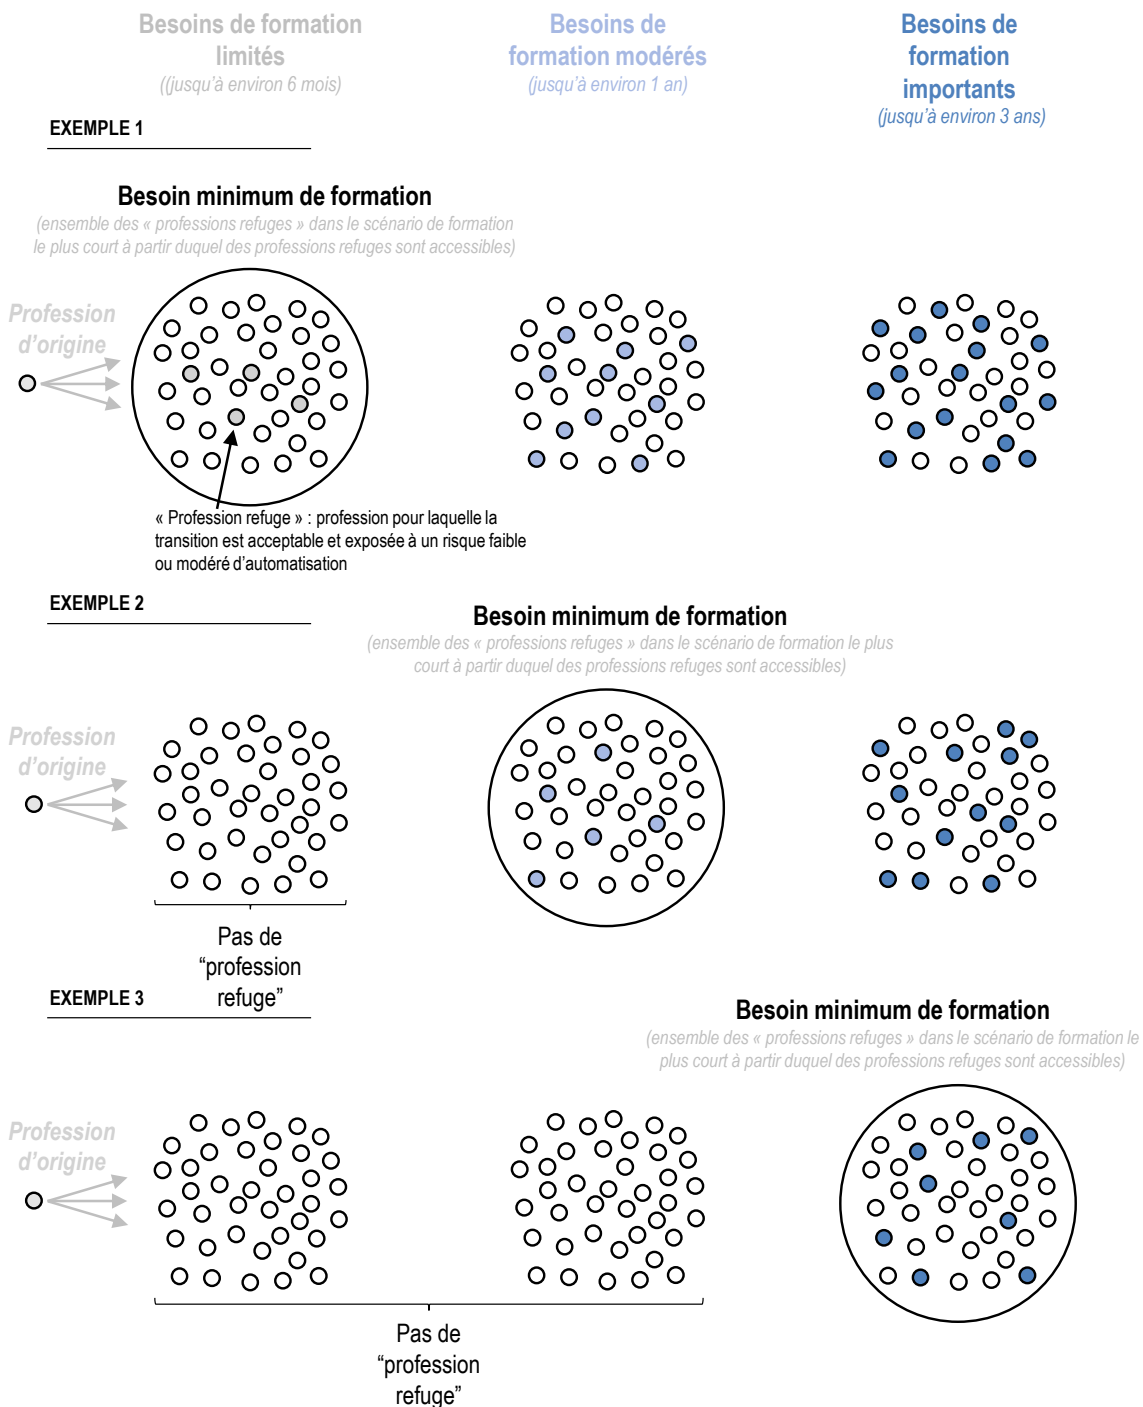 Besoins de formation
limités
((jusqu'à environ 6 mois)
Besoins de
formation modérés
(jusqu'à environ 1 an)
Besoins de
formation
importants
(jusqu'à environ 3 ans)
EXEMPLE 1
Besoin minimum de formation
(ensemble des « professions refuges » dans le scénario de formation
le plus court à partir duquel des professions refuges sont accessibles)
Profession
d'origine
« Profession refuge » : profession pour laquelle la
transition est acceptable et exposée à un risque faible
ou modéré d'automatisation
EXEMPLE 2
Besoin minimum de formation
(ensemble des « professions refuges » dans le scénario de formation le plus
court à partir duquel des professions refuges sont accessibles)
Profession
d'origine
Pas de
“profession
refuge”
EXEMPLE 3
Besoin minimum de formation
(ensemble des « professions refuges » dans le scénario de formation le
plus court à partir duquel des professions refuges sont accessibles)
Profession
d'origine
Pas de
“profession
refuge”